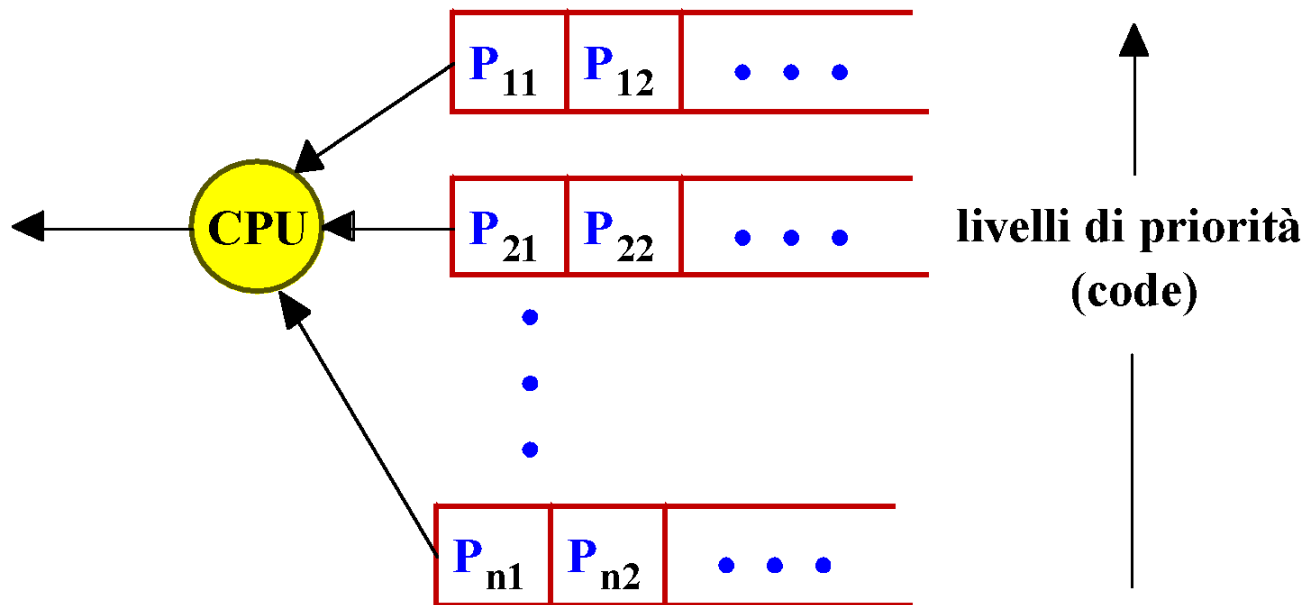 P11 P12
CPU
P21 P22
livelli di priorità
(code)
Pn1 Pn2